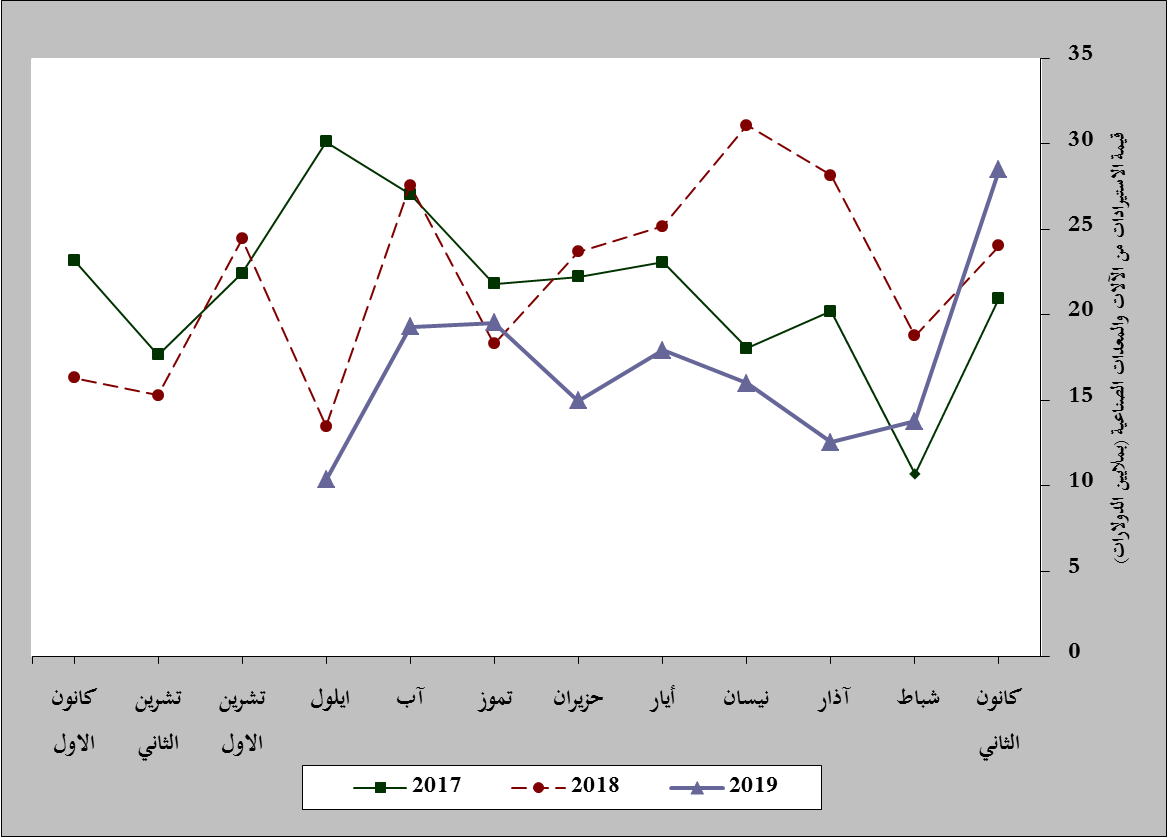 35
30
25
20
15
10
5
0
قيمة الاستيرادات من الآلات والمعدات الصناعية (بملايين الدولارات)
كانون الثاني
شباط
آذار
نيسان
أيار
حزيران
تموز
آب
ايلول
تشرين الاول
تشرين الثاني
كانون الاول
2017
2018
2019